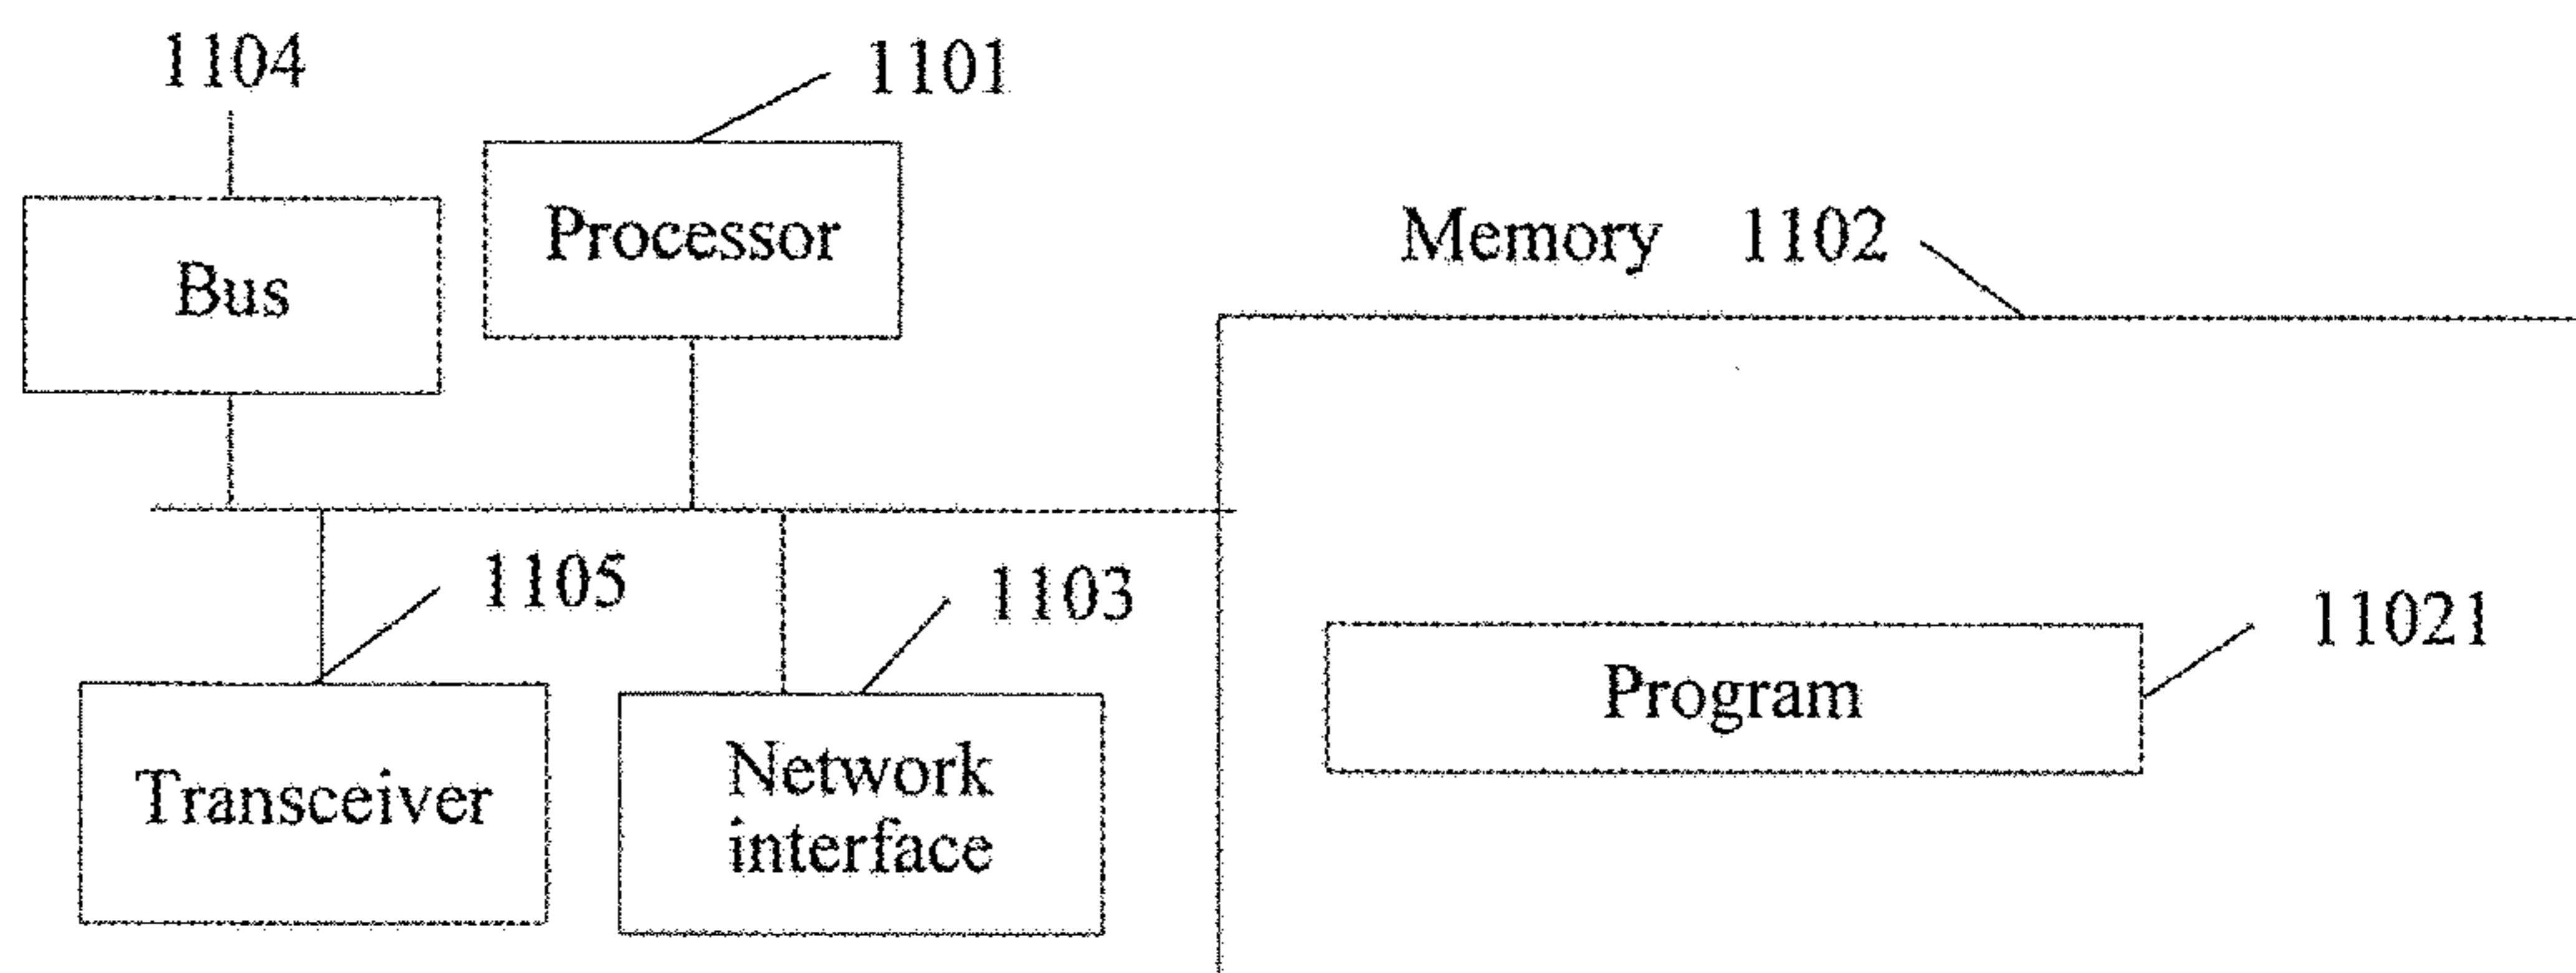 1104
1101
Bus
Processor
Memory 1102
1105
1103
11021
Transceiver
Network
interface
Program